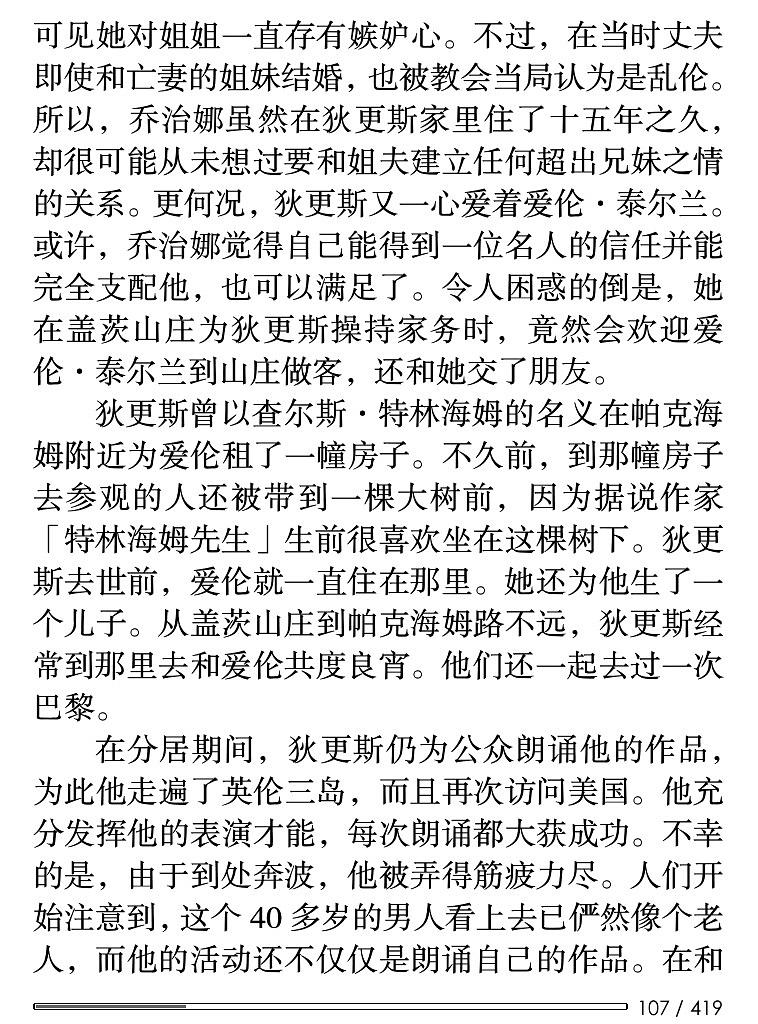 可见她对姐姐一直存有嫉妒心。不过，在当时丈夫
即使和亡妻的姐妹结婚，也被教会当局认为是乱伦。
所以，乔治娜虽然在狄更斯家里住了十五年之久，
却很可能从未想过要和姐夫建立任何超出兄妹之情
的关系。更何况，狄更斯又一心爱着爱伦·泰尔兰。
或许，乔治娜觉得自己能得到一位名人的信任并能
完全支配他，也可以满足了。令人困惑的倒是，她
在盖茨山庄为狄更斯操持家务时，竟然会欢迎爱
伦·泰尔兰到山庄做客，还和她交了朋友。
狄更斯曾以查尔斯·特林海姆的名义在帕克海
姆附近为爱伦租了一幢房子。不久前，到那幢房子
去参观的人还被带到一棵大树前，因为据说作家
「特林海姆先生」生前很喜欢坐在这棵树下。狄更
斯去世前，爱伦就一直住在那里。她还为他生了一
个儿子。从盖茨山庄到帕克海姆路不远，狄更斯经
常到那里去和爱伦共度良宵。他们还一起去过一次
巴黎。
在分居期间，狄更斯仍为公众朗诵他的作品，
为此他走遍了英伦三岛，而且再次访问美国。他充
分发挥他的表演才能，每次朗诵都大获成功。不幸
的是，由于到处奔波，他被弄得筋疲力尽。人们开
始注意到，这个 40 多岁的男人看上去已俨然像个老
人，而他的活动还不仅仅是朗诵自己的作品。在和
107 / 419